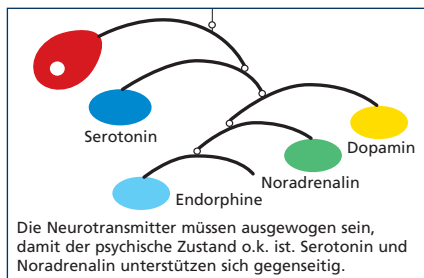 Serotonin
Dopamin
Noradrenalin
Endorphine
Die Neurotransmitter müssen ausgewogen sein,
damit der psychische Zustand o.k. ist. Serotonin und
Noradrenalin unterstützen sich gegenseitig.